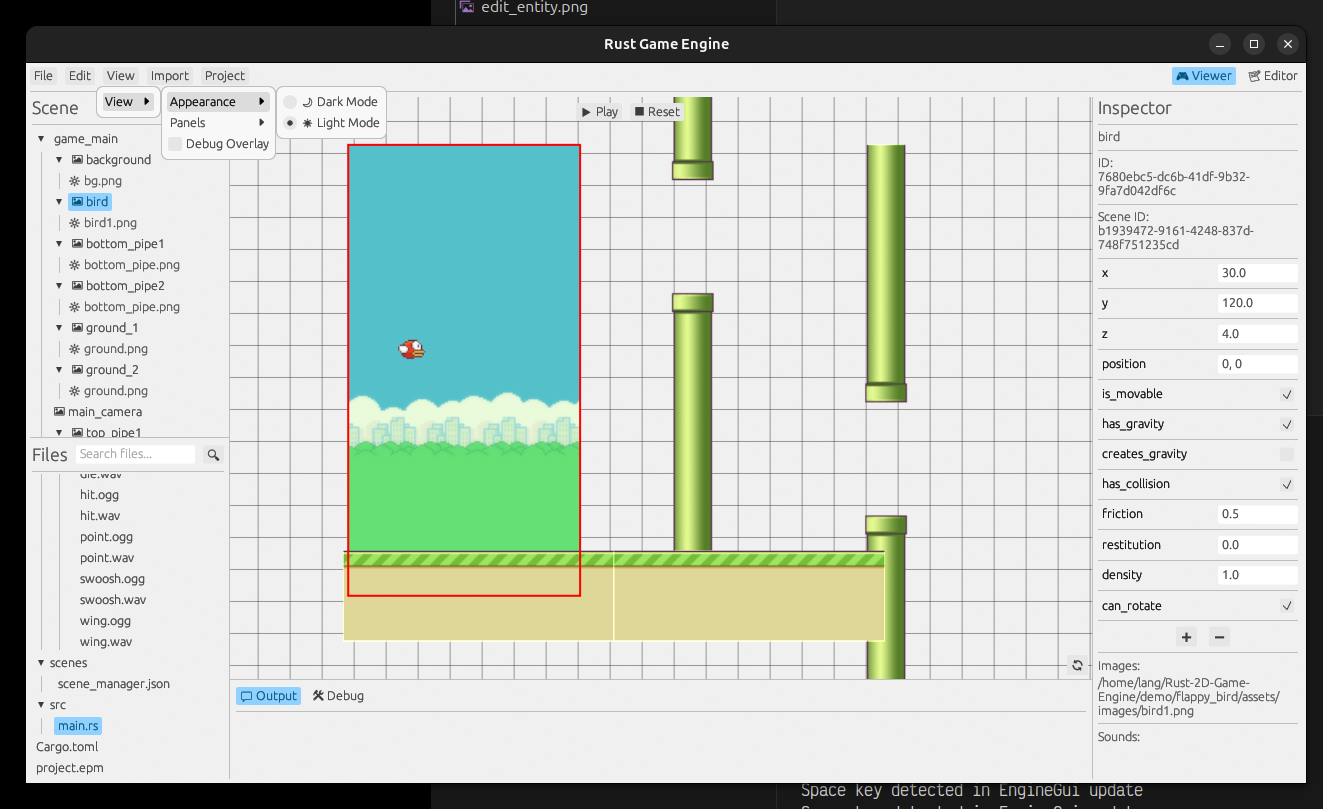 edit_entity.png
Rust Game Engine
File Edit View Import Project
Viewer Editor
Scene
View
Appearance
Dark Mode
Panels
Light Mode
Debug Overlay
Play Reset
game_main
background
bg.png
bird
bird1.png
bottom_pipe1
bottom_pipe.png
bottom_pipe2
bottom_pipe.png
ground_1
ground.png
ground_2
ground.png
main_camera
top_pipe1
Files
Search files...
die.wav
hit.ogg
hit.wav
point.ogg
point.wav
swoosh.ogg
swoosh.wav
wing.ogg
wing.wav
scenes
scene_manager.json
src
main.rs
Cargo.toml
project.epm
Output Debug
Inspector
bird
ID:
7680ebc5-dc6b-41df-9b32-
9fa7d042df6c
Scene ID:
b1939472-9161-4248-837d-
748f751235cd
x 30.0
y 120.0
z 4.0
position 0, 0
is_movable
has_gravity
creates_gravity
has_collision
friction 0.5
restitution 0.0
density 1.0
can_rotate
+ −
Images:
/home/lang/Rust-2D-Game-
Engine/demo/flappy_bird/assets/
images/bird1.png
Sounds:
Space key detected in EngineGui update